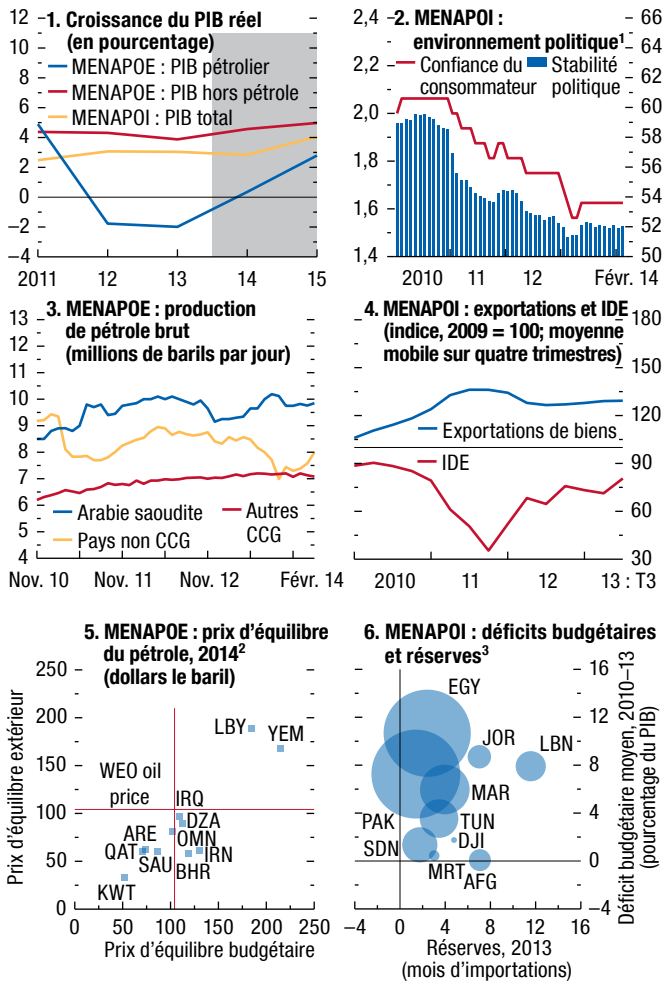 1. Croissance du PIB réel
(en pourcentage)
MENAPOE : PIB pétrolier
MENAPOE : PIB hors pétrole
MENAPOI : PIB total
12
10
8
6
4
2
0
−2
−4
2011 12 13 14 15
2. MENAPOI :
environnement politique¹
Confiance du
consommateur
Stabilité
politique
2,4
2,2
2,0
1,8
1,6
1,4
66
64
62
60
58
56
54
52
50
2010 11 12 Févr. 14
3. MENAPOE : production
de pétrole brut
(millions de barils par jour)
13
12
11
10
9
8
7
6
5
4
Arabie saoudite
Pays non CCG
Autres
CCG
Nov. 10 Nov. 11 Nov. 12 Févr. 14
4. MENAPOI : exportations et IDE
(indice, 2009 = 100; moyenne
mobile sur quatre trimestres)
180
150
120
90
60
30
Exportations de biens
IDE
2010 11 12 13 : T3
5. MENAPOE : prix d’équilibre
du pétrole, 2014²
(dollars le baril)
Prix d’équilibre extérieur
250
200
150
100
50
0
LBY
YEM
WEO oil
price
IRQ
DZA
ARE
OMN
QAT
SAU
IRN
BHR
KWT
0 50 100 150 200 250
Prix d’équilibre budgétaire
6. MENAPOI : déficits budgétaires
et réserves³
EGY
JOR
LBN
MAR
PAK
TUN
SDN
DJI
MRT
AFG
16
12
8
4
0
−4
Déficit budgétaire moyen, 2010–13
(pourcentage du PIB)
−4 0 4 8 12 16
Réserves, 2013
(mois d’importations)